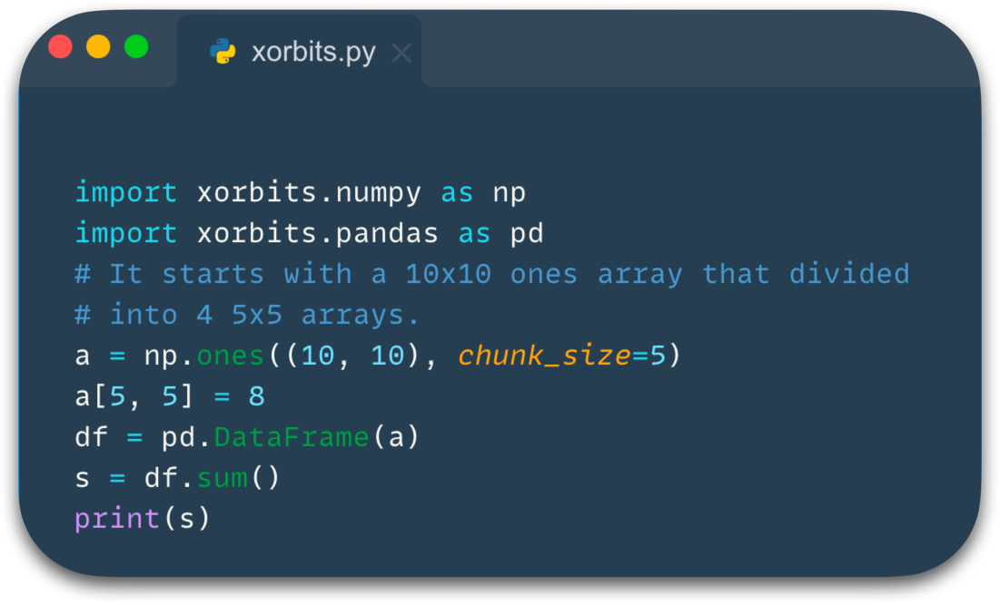 xorbits.py
import xorbits.numpy as np
import xorbits.pandas as pd
# It starts with a 10x10 ones array that divided
# into 4 5x5 arrays.
a = np.ones((10, 10), chunk_size=5)
a[5, 5] = 8
df = pd.DataFrame(a)
s = df.sum()
print(s)